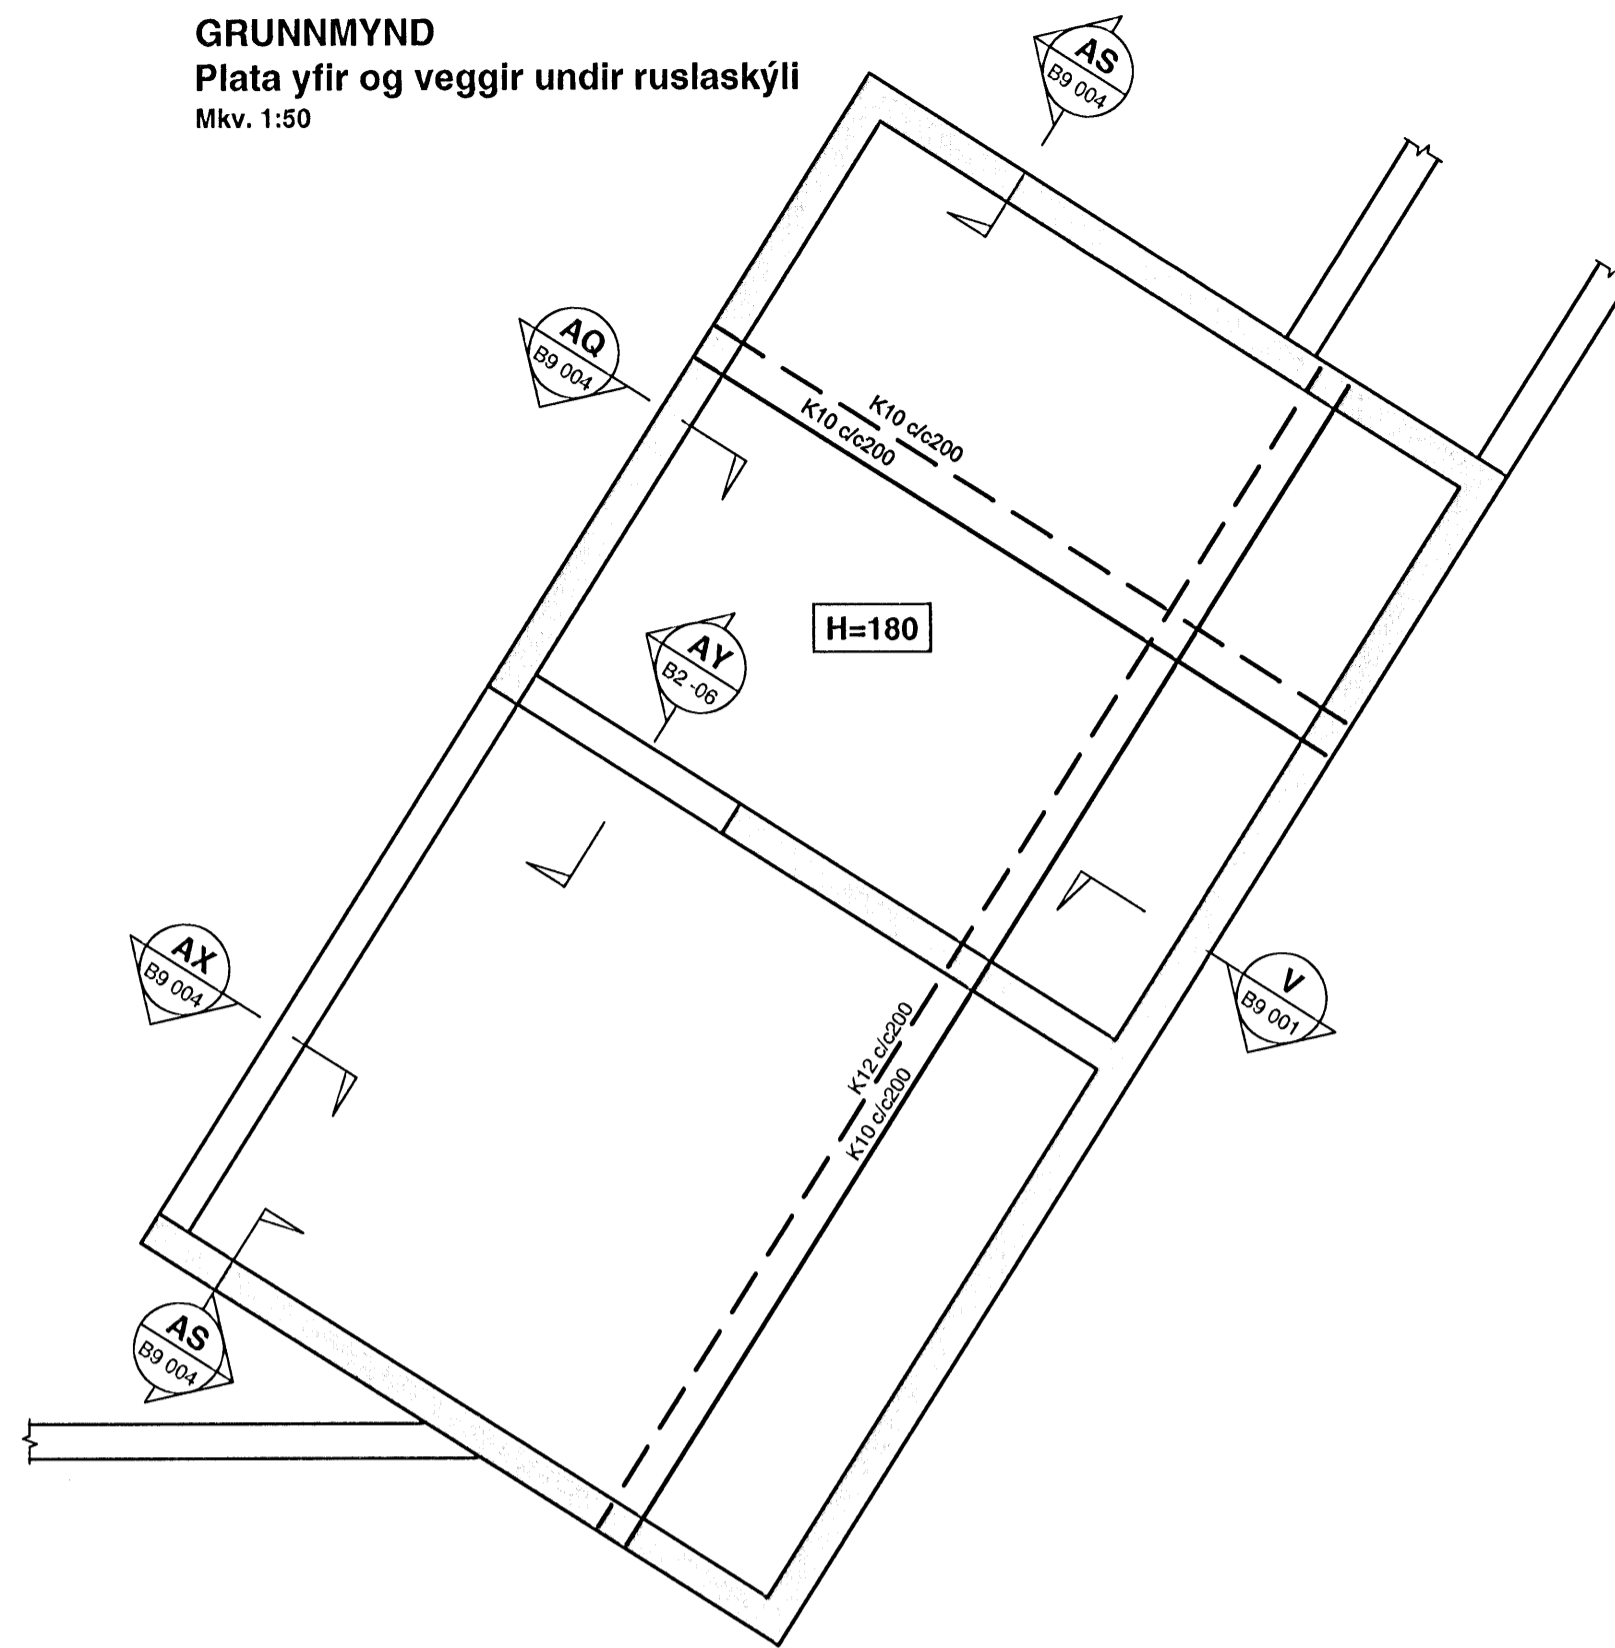 GRUNNMYND
Plata yfir og veggir undir ruslaskýli
Mkv. 1:50
AS
B9 004
AQ
B9 004
K10 c/c200
K10 c/c200
H=180
AY
B2 -06
AX
B9 004
V
B9 001
K12 c/c200
K10 c/c200
AS
B9 004